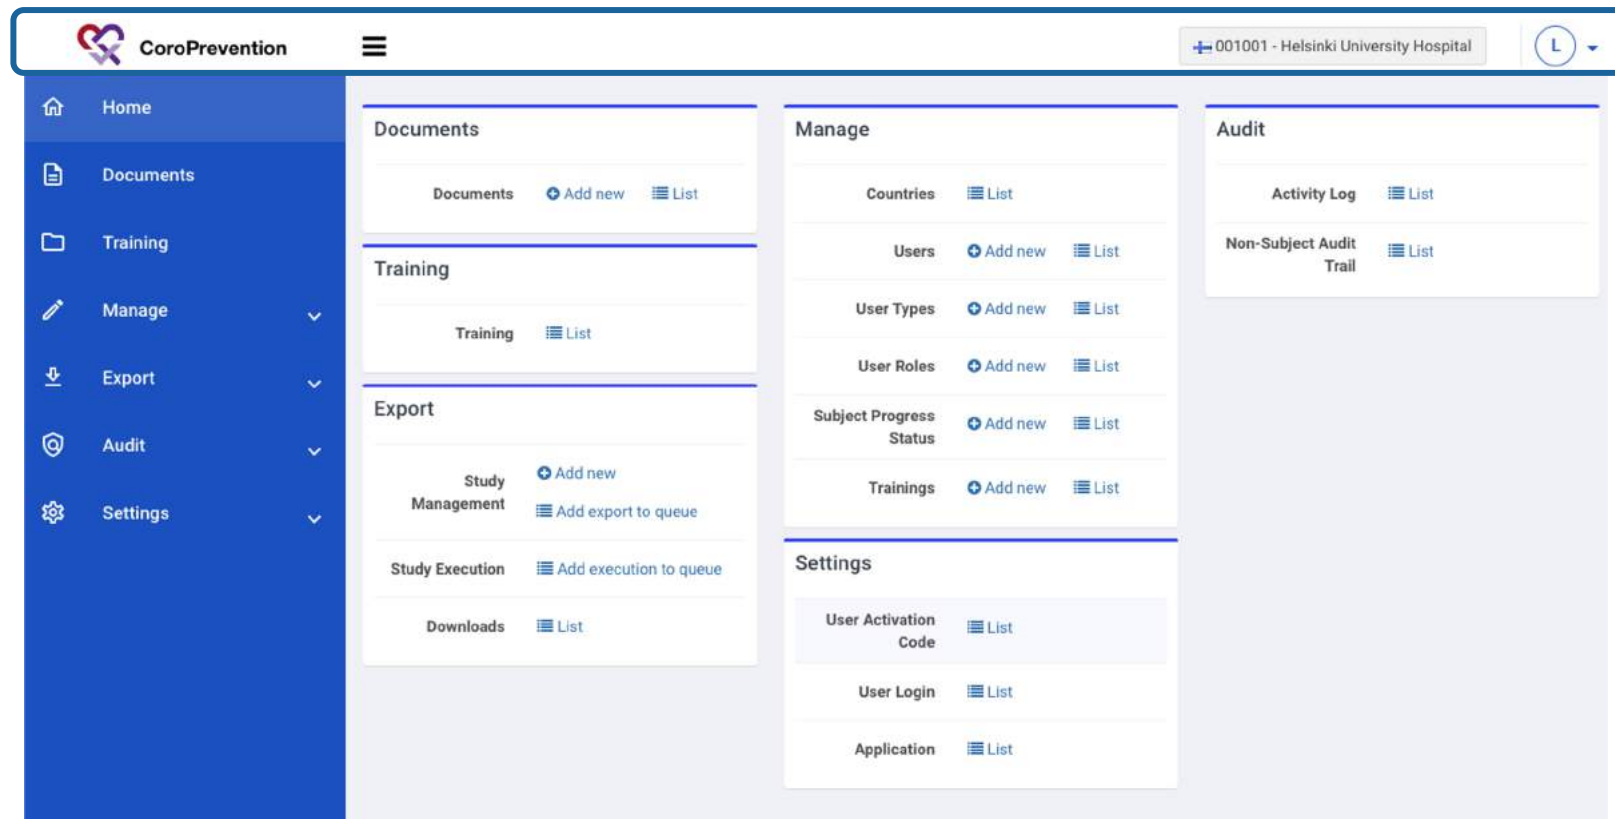 CoroPrevention
001001 - Helsinki University Hospital
L
Home
Documents
Training
Manage
Export
Audit
Settings
Documents
Documents Add new List
Training
Training List
Export
Study
Management
Add new
Add export to queue
Study Execution Add execution to queue
Downloads List
Manage
Countries List
Users Add new List
User Types Add new List
User Roles Add new List
Subject Progress
Status
Add new List
Trainings Add new List
Settings
User Activation
Code
List
User Login List
Application List
Audit
Activity Log List
Non-Subject Audit
Trail
List